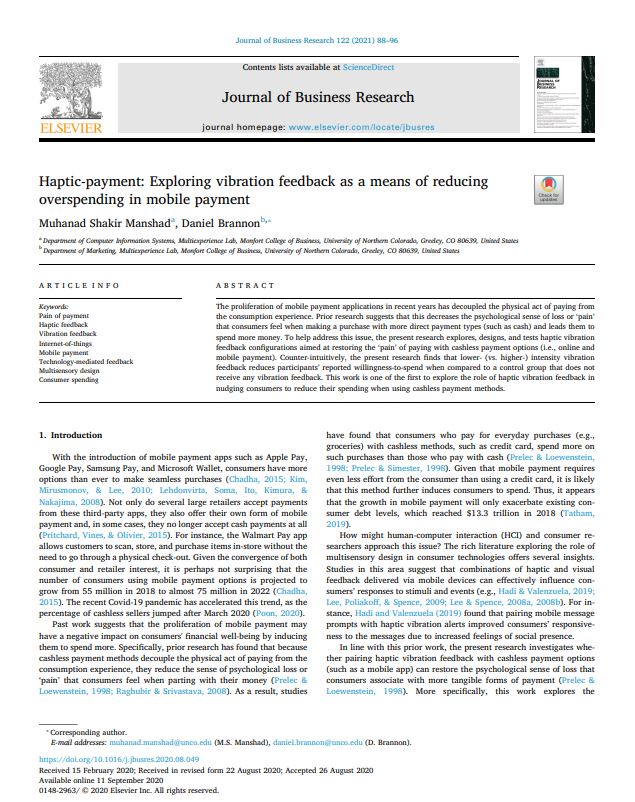 Journal of Business Research 122 (2021) 88–96
Contents lists available at ScienceDirect
Journal of Business Research
journal homepage: www.elsevier.com/locate/jbusres
ELSEVIER
JOURNAL OF
BUSINESS
RESEARCH
Haptic-payment: Exploring vibration feedback as a means of reducing
overspending in mobile payment
Check for
updates
Muhanad Shakir Manshadᵃ, Daniel Brannonᵇ,*
ᵃ Department of Computer Information Systems, Multiexperience Lab, Monfort College of Business, University of Northern Colorado, Greeley, CO 80639, United States
ᵇ Department of Marketing, Multiexperience Lab, Monfort College of Business, University of Northern Colorado, Greeley, CO 80639, United States
ARTICLE INFO
Keywords:
Pain of payment
Haptic feedback
Vibration feedback
Internet-of-things
Mobile payment
Technology-mediated feedback
Multisensory design
Consumer spending
ABSTRACT
The proliferation of mobile payment applications in recent years has decoupled the physical act of paying from
the consumption experience. Prior research suggests that this decreases the psychological sense of loss or ‘pain’
that consumers feel when making a purchase with more direct payment types (such as cash) and leads them to
spend more money. To help address this issue, the present research explores, designs, and tests haptic vibration
feedback configurations aimed at restoring the ‘pain’ of paying with cashless payment options (i.e., online and
mobile payment). Counter-intuitively, the present research finds that lower- (vs. higher-) intensity vibration
feedback reduces participants’ reported willingness-to-spend when compared to a control group that does not
receive any vibration feedback. This work is one of the first to explore the role of haptic vibration feedback in
nudging consumers to reduce their spending when using cashless payment methods.
1. Introduction
With the introduction of mobile payment apps such as Apple Pay,
Google Pay, Samsung Pay, and Microsoft Wallet, consumers have more
options than ever to make seamless purchases (Chadha, 2015; Kim,
Mirusmonov, & Lee, 2010; Lehdonvirta, Soma, Ito, Kimura, &
Nakajima, 2008). Not only do several large retailers accept payments
from these third-party apps, they also offer their own form of mobile
payment and, in some cases, they no longer accept cash payments at all
(Pritchard, Vines, & Olivier, 2015). For instance, the Walmart Pay app
allows customers to scan, store, and purchase items in-store without the
need to go through a physical check-out. Given the convergence of both
consumer and retailer interest, it is perhaps not surprising that the
number of consumers using mobile payment options is projected to
grow from 55 million in 2018 to almost 75 million in 2022 (Chadha,
2015). The recent Covid-19 pandemic has accelerated this trend, as the
percentage of cashless sellers jumped after March 2020 (Poon, 2020).
Past work suggests that the proliferation of mobile payment may
have a negative impact on consumers’ financial well-being by inducing
them to spend more. Specifically, prior research has found that because
cashless payment methods decouple the physical act of paying from the
consumption experience, they reduce the sense of psychological loss or
‘pain’ that consumers feel when parting with their money (Prelec &
Loewenstein, 1998; Raghubir & Srivastava, 2008). As a result, studies
have found that consumers who pay for everyday purchases (e.g.,
groceries) with cashless methods, such as credit card, spend more on
such purchases than those who pay with cash (Prelec & Loewenstein,
1998; Prelec & Simester, 1998). Given that mobile payment requires
even less effort from the consumer than using a credit card, it is likely
that this method further induces consumers to spend. Thus, it appears
that the growth in mobile payment will only exacerbate existing con-
sumer debt levels, which reached $13.3 trillion in 2018 (Tatham,
2019).
How might human-computer interaction (HCI) and consumer re-
searchers approach this issue? The rich literature exploring the role of
multisensory design in consumer technologies offers several insights.
Studies in this area suggest that combinations of haptic and visual
feedback delivered via mobile devices can effectively influence con-
sumers’ responses to stimuli and events (e.g., Hadi & Valenzuela, 2019;
Lee, Poliakoff, & Spence, 2009; Lee & Spence, 2008a, 2008b). For in-
stance, Hadi and Valenzuela (2019) found that pairing mobile message
prompts with haptic vibration alerts improved consumers’ responsive-
ness to the messages due to increased feelings of social presence.
In line with this prior work, the present research investigates whe-
ther pairing haptic vibration feedback with cashless payment options
(such as a mobile app) can restore the psychological sense of loss that
consumers associate with more tangible forms of payment (Prelec &
Loewenstein, 1998). More specifically, this work explores the
* Corresponding author.
E-mail addresses: muhanad.manshad@unco.edu (M.S. Manshad), daniel.brannon@unco.edu (D. Brannon).
https://doi.org/10.1016/j.jbusres.2020.08.049
Received 15 February 2020; Received in revised form 22 August 2020; Accepted 26 August 2020
Available online 11 September 2020
0148-2963/ © 2020 Elsevier Inc. All rights reserved.